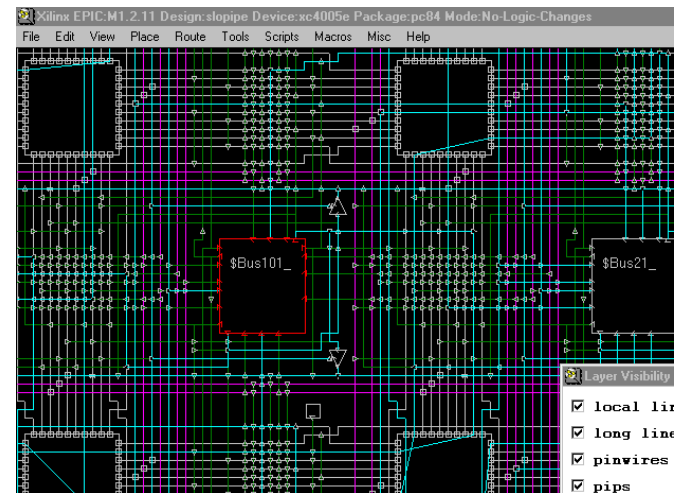 Xilinx EPIC:M1.2.11 Design:slopipe Device:xc4005e Package:pc84 Mode:No-Logic-Changes
File Edit View Place Route Tools Scripts Macros Misc Help
$Bus101_
$Bus21_
Layer Visibility
local lin
long line
pinwires
pips